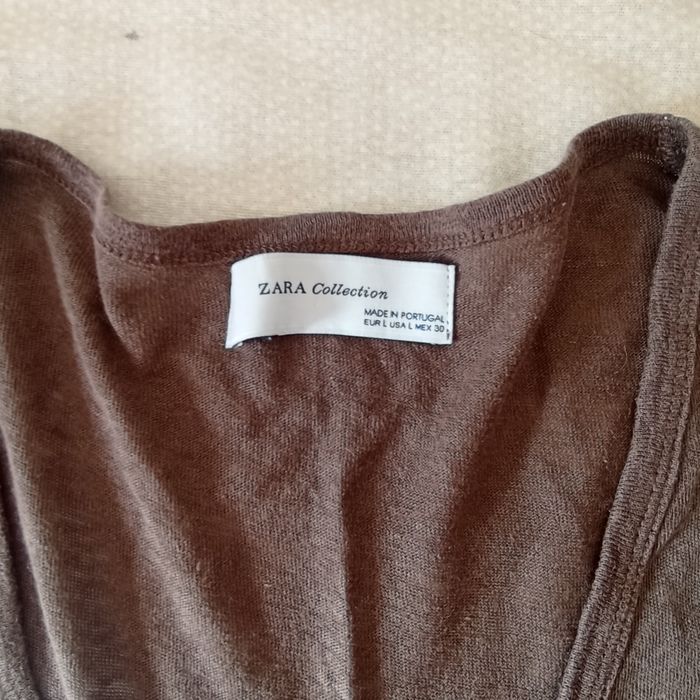 ZARA Collection
MADE IN PORTUGAL
EUR L USA L MEX 30